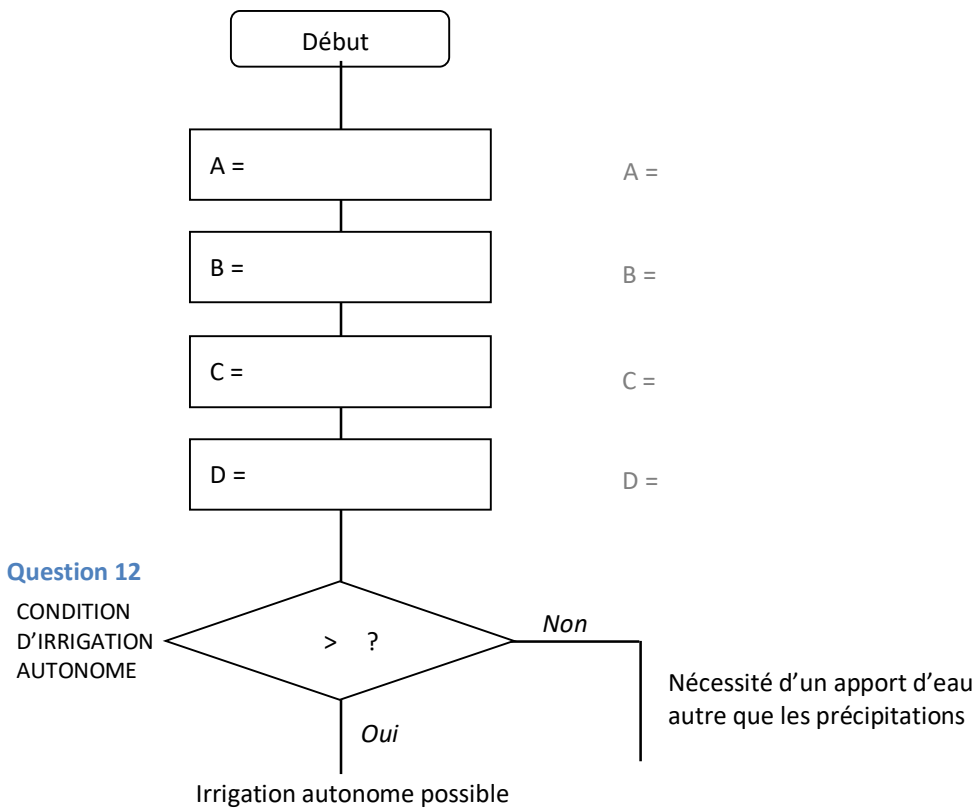 Début
A =
A =
B =
B =
C =
C =
D =
D =
Question 12
CONDITION
D'IRRIGATION
AUTONOME
> ?
Non
Nécessité d'un apport d'eau
autre que les précipitations
Oui
Irrigation autonome possible